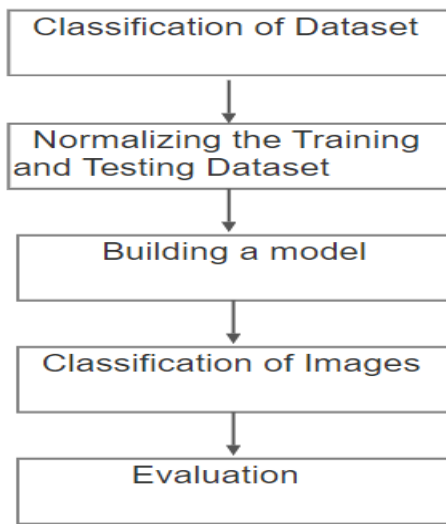 Classification of Dataset
Normalizing the Training
and Testing Dataset
Building a model
Classification of Images
Evaluation